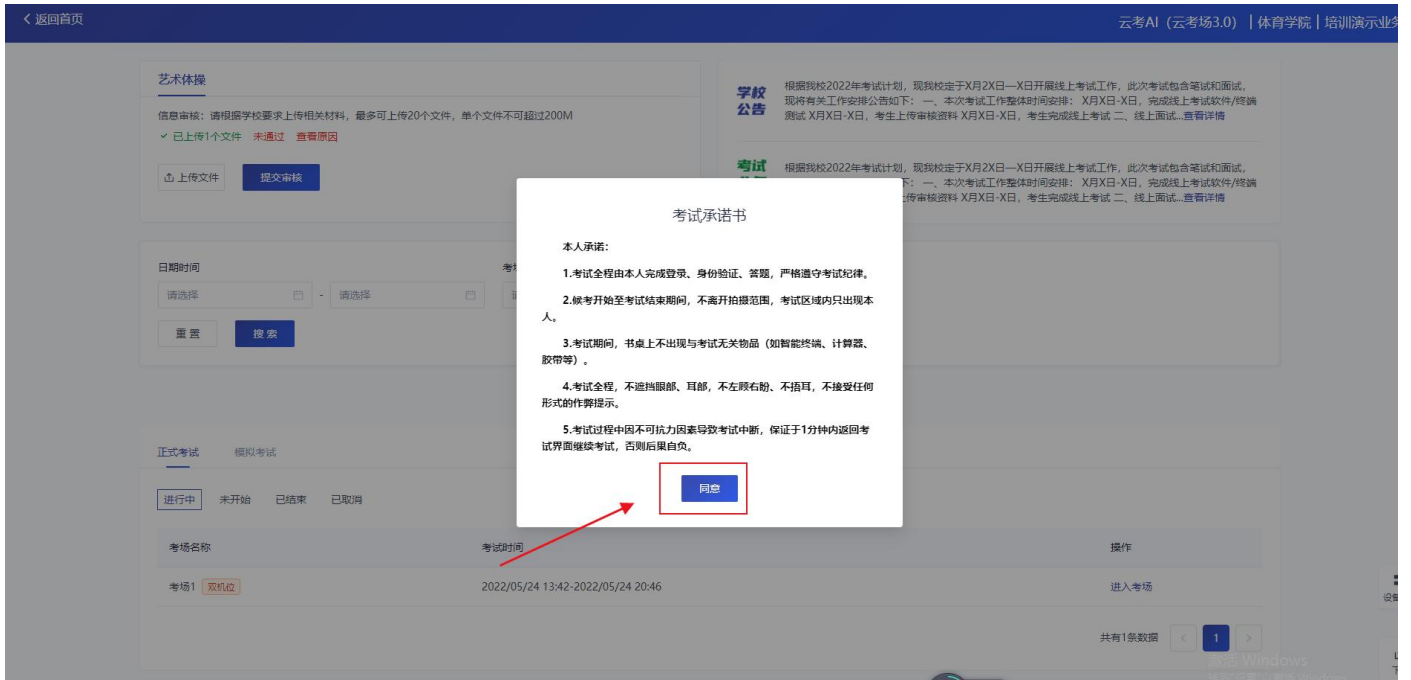 返回首页
云考AI（云考场3.0）
体育学院
培训演示业务
艺术体操
信息审核：请根据学校要求上传相关材料，最多可上传20个文件，单个文件不可超过200M
已上传1个文件 未通过 查看原因
上传文件
提交审核
学校
公告
根据我校2022年考试计划，现我校定于X月2X日—X日开展线上考试工作，此次考试包含笔试和面试，
现将有关工作安排公告如下： 一、本次考试工作整体时间安排： X月X日-X日，完成线上考试软件/终端
测试 X月X日-X日，考生上传审核资料 X月X日-X日，考生完成线上考试 二、线上面试...查看详情
考试
根据我校2022年考试计划，现我校定于X月2X日—X日开展线上考试工作，此次考试包含笔试和面试，
下： 一、本次考试工作整体时间安排： X月X日-X日，完成线上考试软件/终端
上传审核资料 X月X日-X日，考生完成线上考试 二、线上面试...查看详情
日期时间
请选择 - 请选择
重置
搜索
考试承诺书
本人承诺：
1.考试全程由本人完成登录、身份验证、答题，严格遵守考试纪律。
2.候考开始至考试结束期间，不离开拍摄范围，考试区域内只出现本
人。
3.考试期间，书桌上不出现与考试无关物品（如智能终端、计算器、
胶带等）。
4.考试全程，不遮挡眼部、耳部，不左顾右盼、不捂耳，不接受任何
形式的作弊提示。
5.考试过程中因不可抗力因素导致考试中断，保证于1分钟内返回考
试界面继续考试，否则后果自负。
同意
正式考试 模拟考试
进行中 未开始 已结束 已取消
考场名称 考试时间 操作
考场1 双机位 2022/05/24 13:42-2022/05/24 20:46 进入考场
共有1条数据 < 1 >
激活 Windows